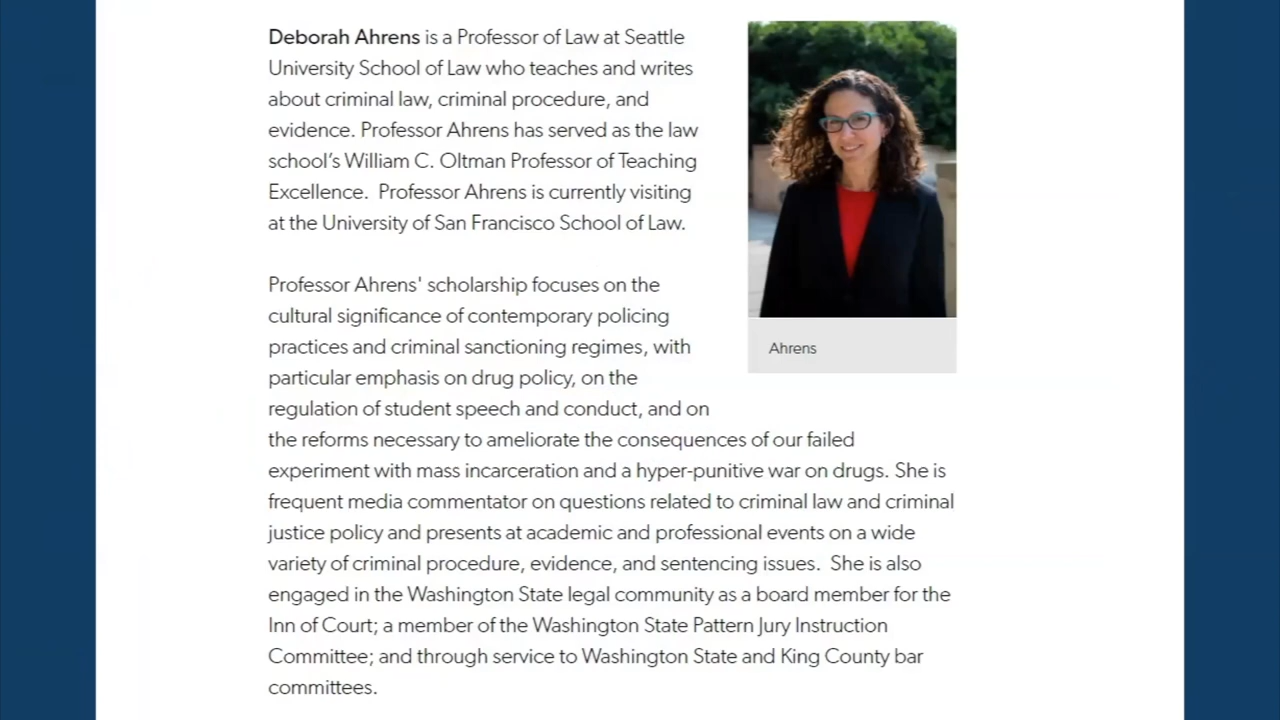 Deborah Ahrens is a Professor of Law at Seattle
University School of Law who teaches and writes
about criminal law, criminal procedure, and
evidence. Professor Ahrens has served as the law
school’s William C. Oltman Professor of Teaching
Excellence.  Professor Ahrens is currently visiting
at the University of San Francisco School of Law.
Ahrens
Professor Ahrens' scholarship focuses on the
cultural significance of contemporary policing
practices and criminal sanctioning regimes, with
particular emphasis on drug policy, on the
regulation of student speech and conduct, and on
the reforms necessary to ameliorate the consequences of our failed
experiment with mass incarceration and a hyper-punitive war on drugs. She is
frequent media commentator on questions related to criminal law and criminal
justice policy and presents at academic and professional events on a wide
variety of criminal procedure, evidence, and sentencing issues.  She is also
engaged in the Washington State legal community as a board member for the
Inn of Court; a member of the Washington State Pattern Jury Instruction
Committee; and through service to Washington State and King County bar
committees.